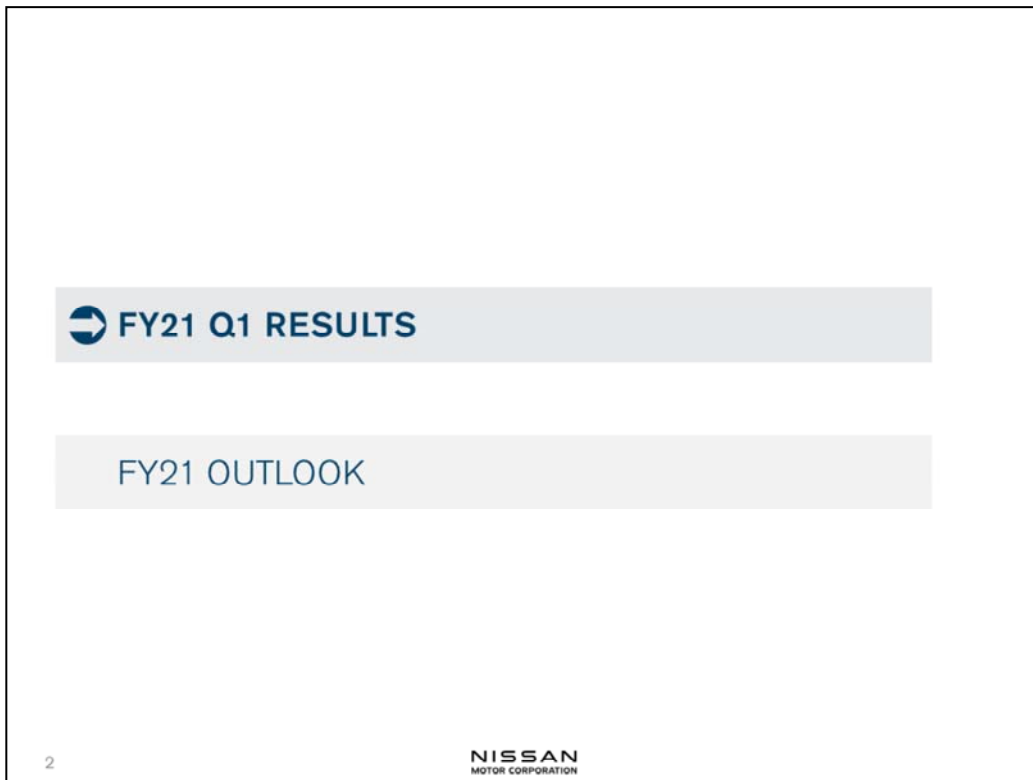 FY21 Q1 RESULTS
FY21 OUTLOOK
2
NISSAN
MOTOR CORPORATION